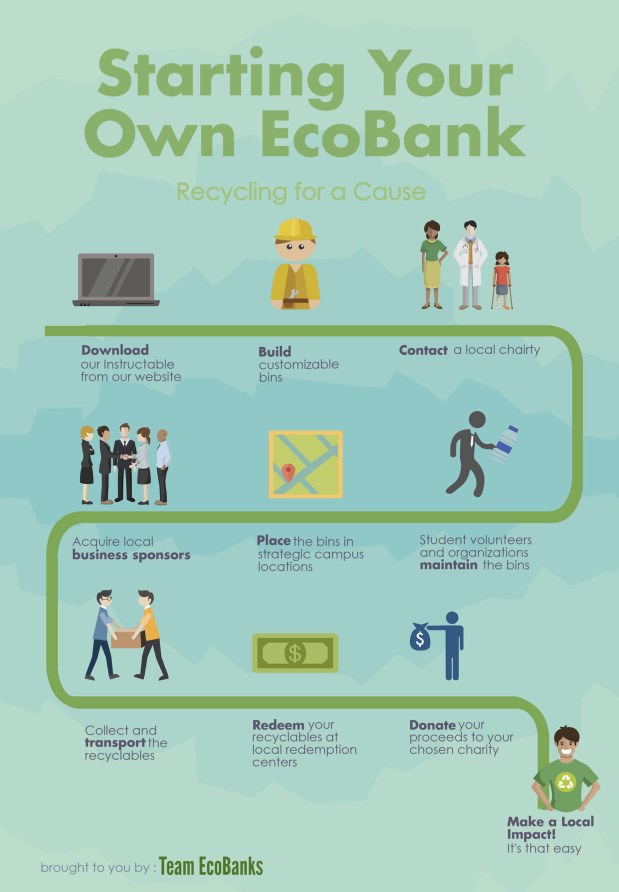 Starting Your
Own EcoBank
Recycling for a Cause
Download
our Instructable
from our website
Build
customizable
bins
Contact a local chairty
Acquire local
business sponsors
Place the bins in
strategic campus
locations
Student volunteers
and organizations
maintain the bins
Collect and
transport the
recyclables
$
Redeem your
recyclables at
local redemption
centers
$
Donate your
proceeds to your
chosen charity
Make a Local
Impact!
It's that easy
brought to you by : Team EcoBanks